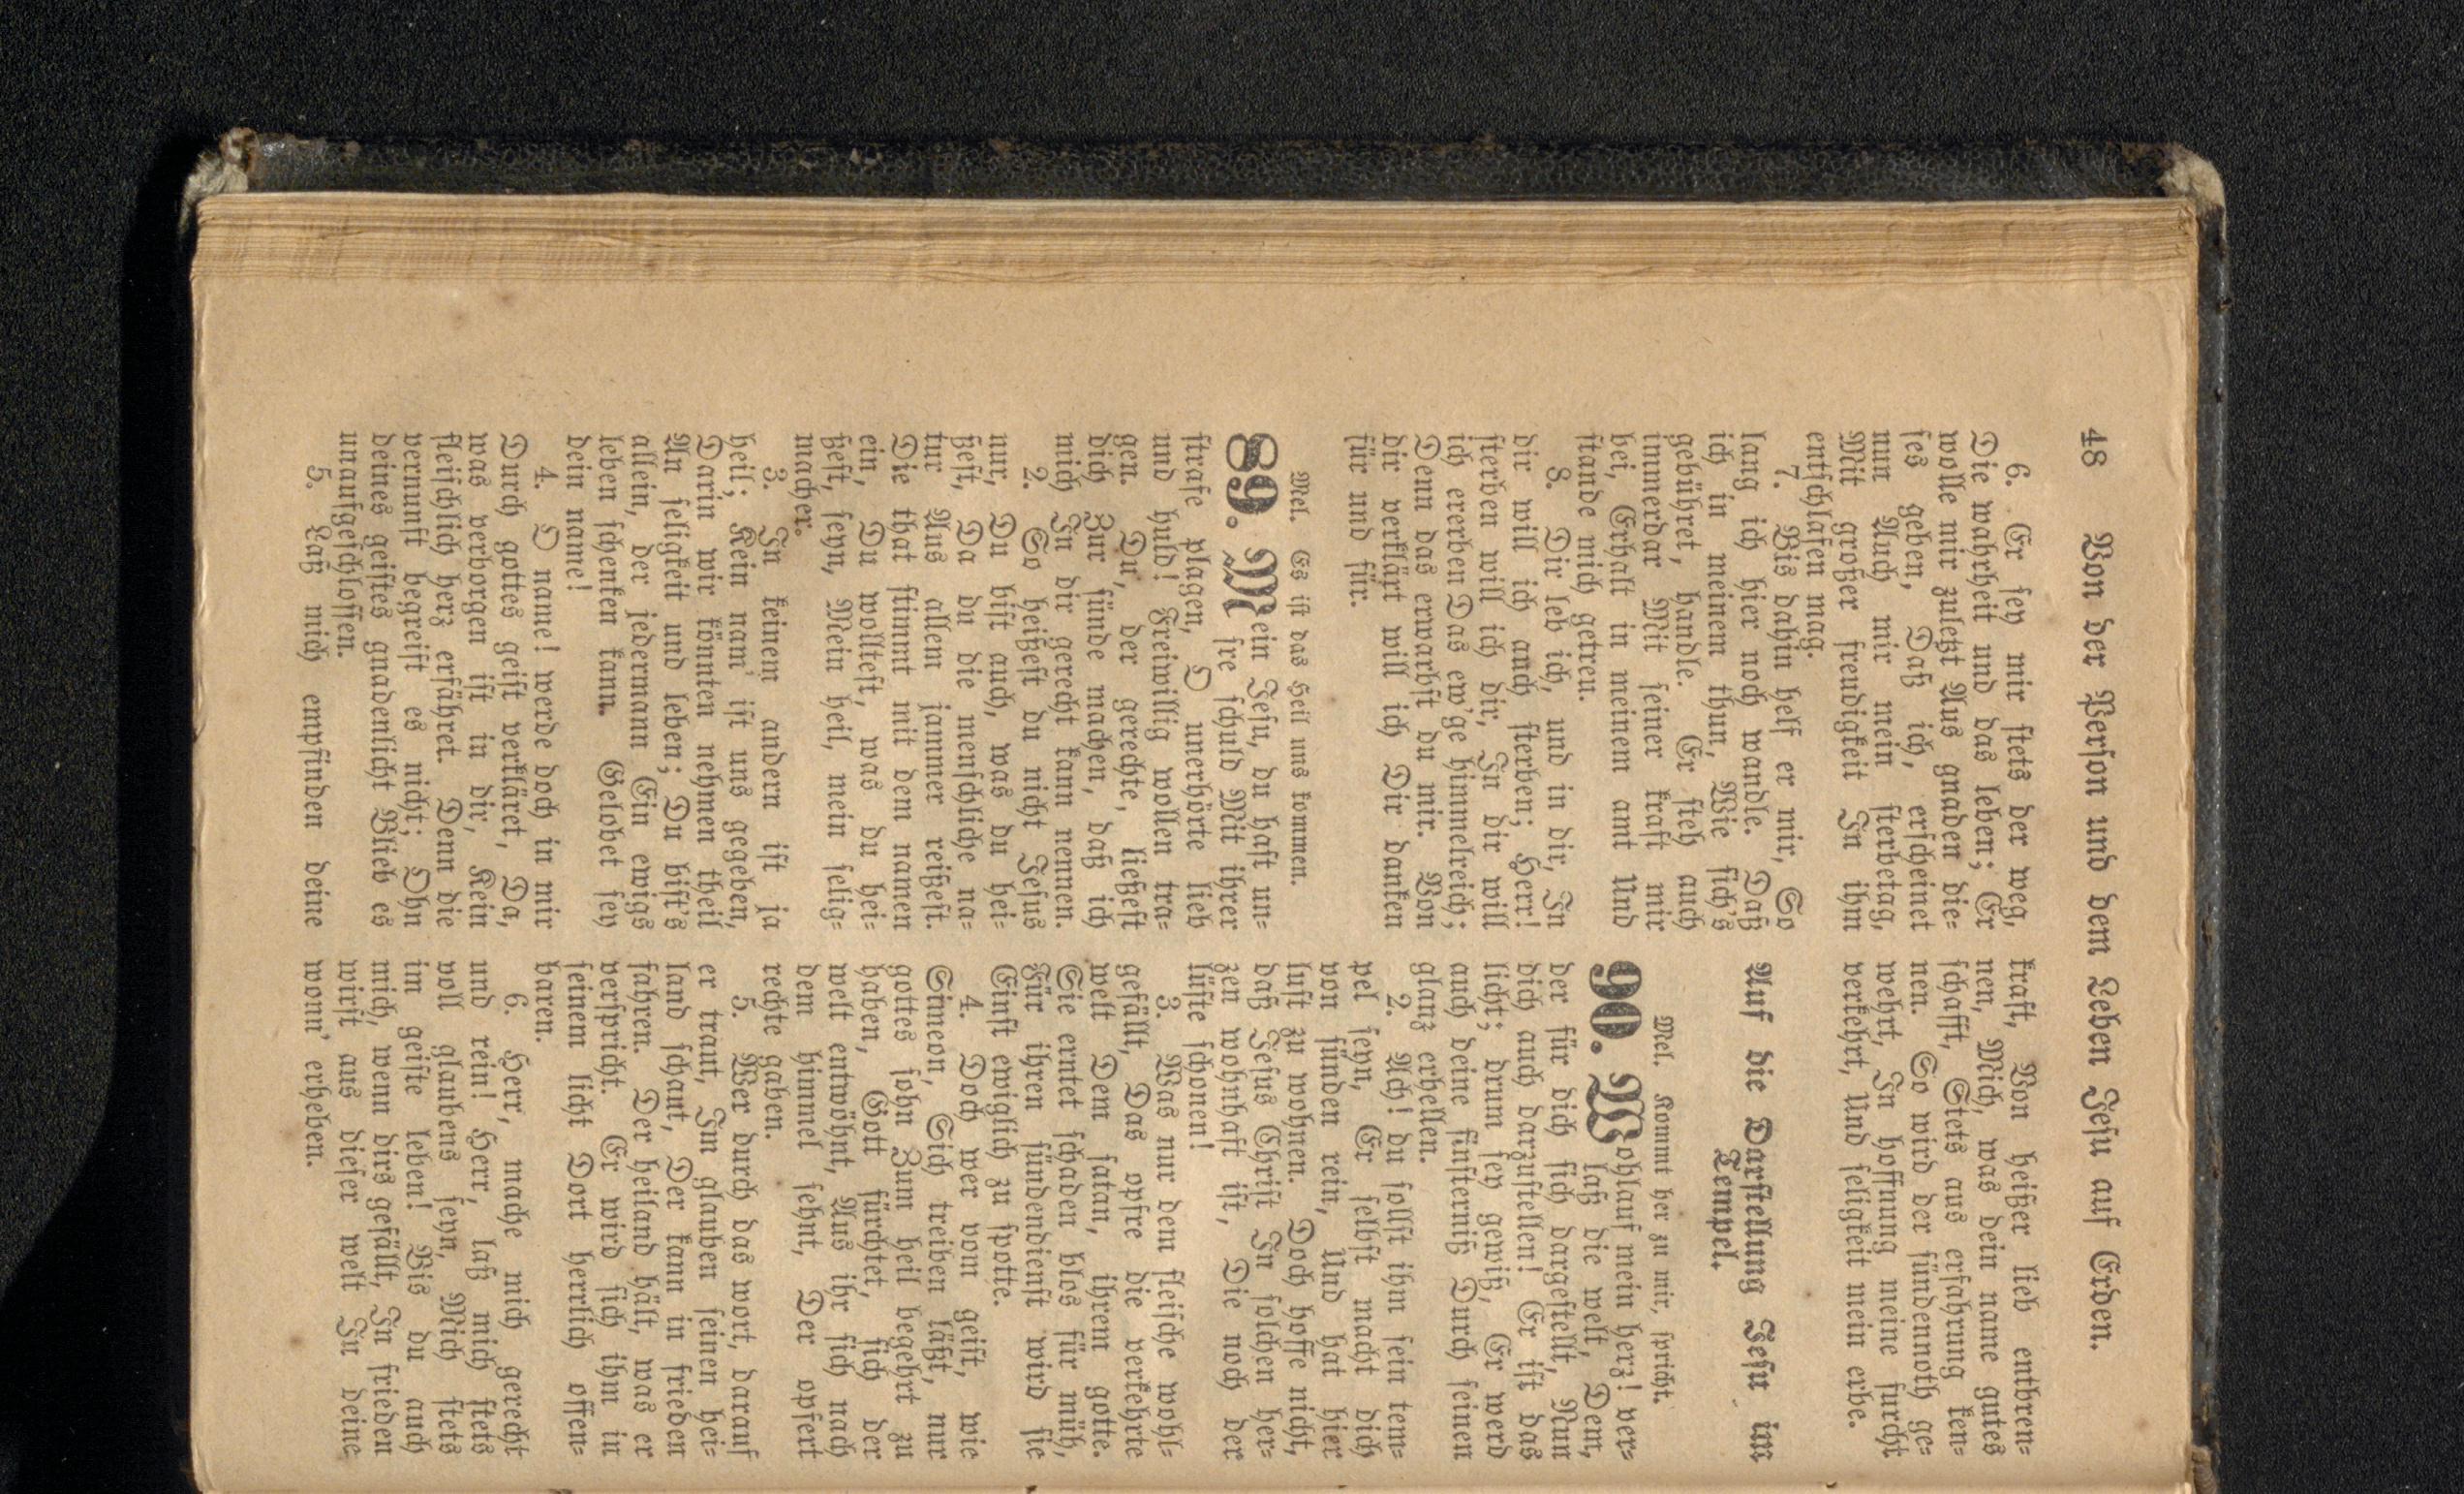 48 Von der Person und dem Leben Jesu auf Erden.
6. Er sey mir stets der weg,
Die wahrheit und das leben; Er
wolle mir zuletzt Aus gnaden die-
ses geben, Daß ich, erscheinet
nun Auch mir mein sterbetag,
Mit großer freudigkeit In ihm
entschlafen mag.
7. Bis dahin helf er mir, So
lang ich hier noch wandle. Daß
ich in meinem thun, Wie sich's
gebühret, handle. Er steh auch
immerdar Mit seiner kraft mir
bei, Erhalt in meinem amt Und
stande mich getreu.
8. Dir leb ich, und in dir, In
dir will ich auch sterben; Herr!
sterben will ich dir, In dir will
ich ererben Das ew'ge himmelreich;
Denn das erwarbst du mir. Von
dir verklärt will ich Dir danken
für und für.
Mel. Es ist das Heil uns kommen.
89. Mein Jesu, du hast un-
sre schuld Mit ihrer
strafe plagen, O unerhörte lieb
und huld! Freiwillig wollen tra-
gen. Du, der gerechte, ließest
dich Zur sünde machen, daß ich
mich In dir gerecht kann nennen.
2. So heißest du nicht Jesus
nur, Du bist auch, was du hei-
ßest, Da du die menschliche na-
tur Aus allem jammer reißest.
Die that stimmt mit dem namen
ein, Du wolltest, was du hei-
ßest, seyn, Mein heil, mein selig-
macher.
3. In keinem andern ist ja
heil; Kein nam' ist uns gegeben,
Darin wir könnten nehmen theil
An seligkeit und leben; Du bist's
allein, der jedermann Ein ewigs
leben schenken kann. Gelobet sey
dein name!
4. O name! werde doch in mir
Durch gottes geist verkläret, Da,
was verborgen ist in dir, Kein
fleischlich herz erfähret. Denn die
vernunft begreift es nicht; Ohn
deines geistes gnadenlicht Blieb es
unaufgeschlossen.
5. Laß mich empfinden deine
kraft, Von heißer lieb entbren-
nen, Mich, was dein name gutes
schafft, Stets aus erfahrung ken-
nen. So wird der sündennoth ge-
wehrt, In hoffnung meine furcht
verkehrt, Und seligkeit mein erbe.
Auf die Darstellung Jesu im
Tempel.
Mel. Kommt her zu mir, spricht.
90. Wohlauf mein herz! ver-
laß die welt, Dem,
der für dich sich dargestellt, Nun
dich auch darzustellen! Er ist das
licht; drum sey gewiß, Er werd
auch deine finsterniß Durch seinen
glanz erhellen.
2. Ach! du sollst ihm sein tem-
pel seyn, Er selbst macht dich
von sünden rein, Und hat hier
lust zu wohnen. Doch hoffe nicht,
daß Jesus Christ In solchen her-
zen wohnhaft ist, Die noch der
lüste schonen!
3. Was nur dem fleische wohl-
gefällt, Das opfre die verkehrte
welt Dem satan, ihrem gotte.
Sie erntet schaden blos für müh,
Für ihren sündendienst wird sie
Einst ewiglich zu spotte.
4. Doch wer vom geist, wie
Simeon, Sich treiben läßt, nur
gottes sohn Zum heil begehrt zu
haben, Gott fürchtet, sich der
welt entwöhnt, Aus ihr sich nach
dem himmel sehnt, Der opfert
rechte gaben.
5. Wer durch das wort, darauf
er traut, Im glauben seinen hei-
land schaut, Der kann in frieden
fahren. Der heiland hält, was er
verspricht. Er wird sich ihm in
seinem licht Dort herrlich offen-
baren.
6. Herr, mache mich gerecht
und rein! Herr, laß mich stets
voll glaubens seyn, Mich stets
im geiste leben! Bis du auch
mich, wenn dirs gefällt, In frieden
wirst aus dieser welt In deine
wonn' erheben.